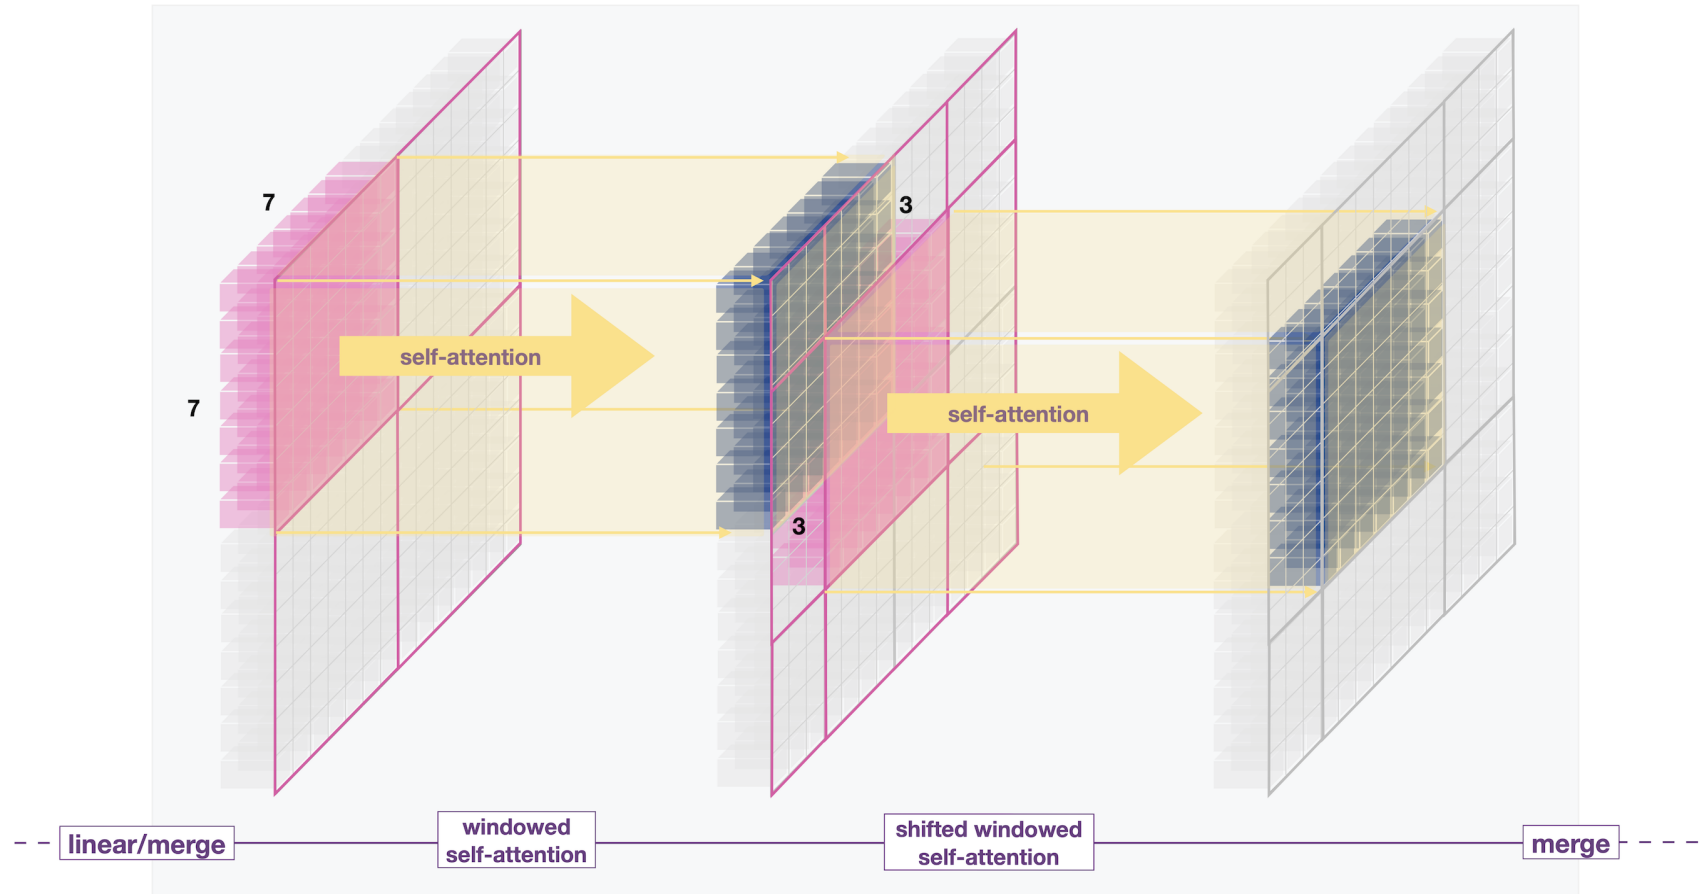 7
3
self-attention
7
self-attention
3
windowed
self-attention
shifted windowed
self-attention
linear/merge
merge